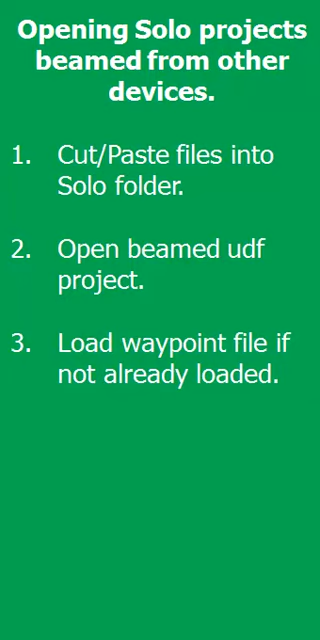 Opening Solo projects
beamed from other
devices.
1. Cut/Paste files into
Solo folder.
2. Open beamed udf
project.
3. Load waypoint file if
not already loaded.